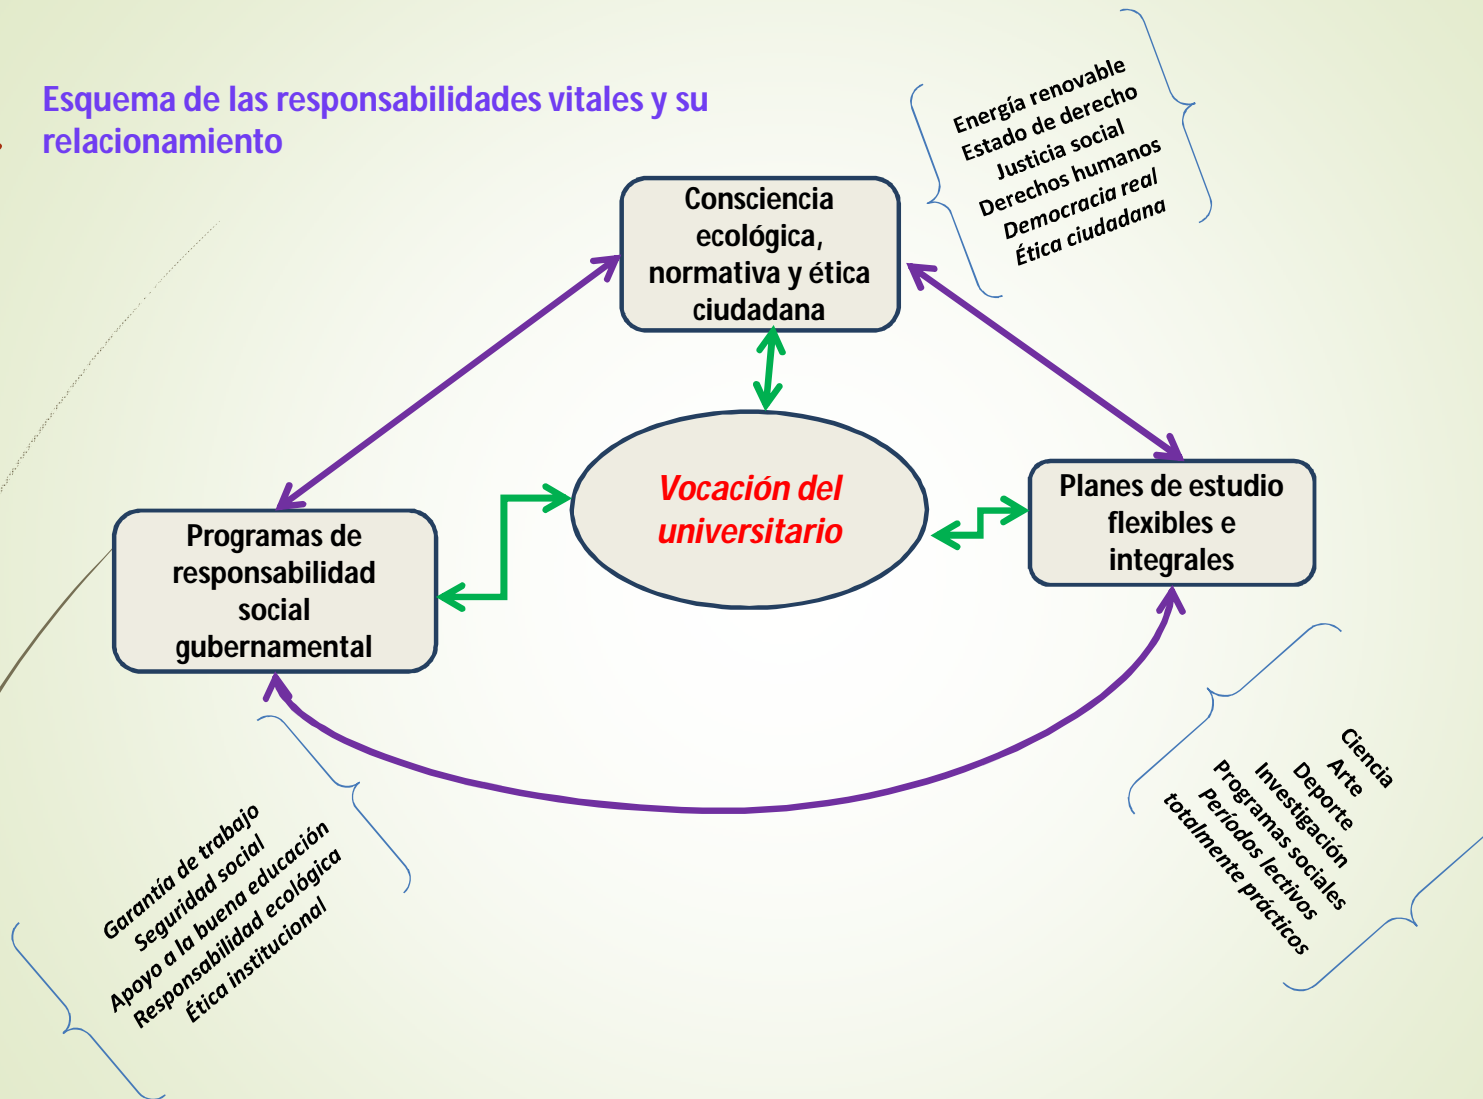 Esquema de las responsabilidades vitales y su
relacionamiento
Energía renovable
Estado de derecho
Justicia social
Derechos humanos
Democracia real
Ética ciudadana
Consciencia
ecológica,
normativa y ética
ciudadana
Vocación del
universitario
Planes de estudio
flexibles e
integrales
Programas de
responsabilidad
social
gubernamental
Garantía de trabajo
Seguridad social
Apoyo a la buena educación
Responsabilidad ecológica
Ética institucional
Ciencia
Arte
Deporte
Investigación
Programas sociales
Períodos lectivos
totalmente prácticos